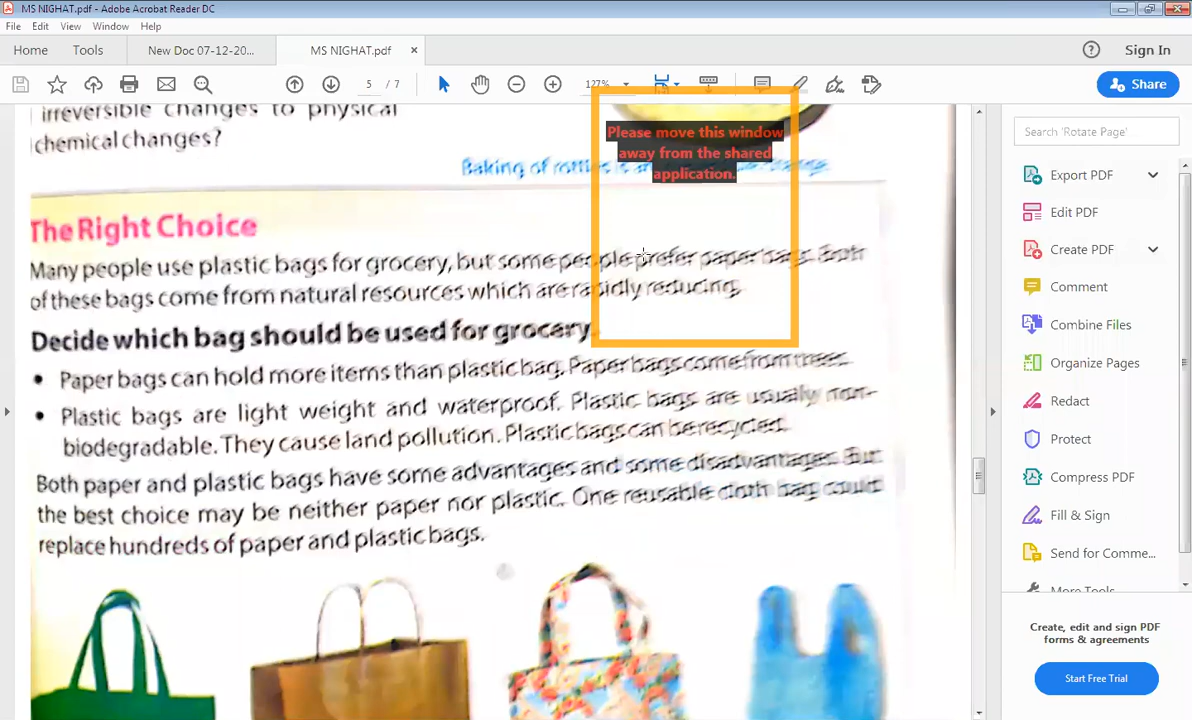 MS NIGHAT.pdf - Adobe Acrobat Reader DC
File Edit View Window Help
Home Tools New Doc 07-12-20... MS NIGHAT.pdf × Sign In
5 / 7 127% Share
irreversible changes to physical
chemical changes?
Please move this window
away from the shared
application.
Baking of rotties is an change
The Right Choice
Many people use plastic bags for grocery, but some people prefer paper bag. Both
of these bags come from natural resources which are rapidly reducing.
Decide which bag should be used for grocery.
• Paper bags can hold more items than plastic bag. Paper bags come from trees.
• Plastic bags are light weight and waterproof. Plastic bags are usually non-
biodegradable. They cause land pollution. Plastic bags can be recycled.
Both paper and plastic bags have some advantages and some disadvantages. But
the best choice may be neither paper nor plastic. One reusable cloth bag could
replace hundreds of paper and plastic bags.
Search 'Rotate Page'
Export PDF
Edit PDF
Create PDF
Comment
Combine Files
Organize Pages
Redact
Protect
Compress PDF
Fill & Sign
Send for Comme...
More Tools
Create, edit and sign PDF
forms & agreements
Start Free Trial